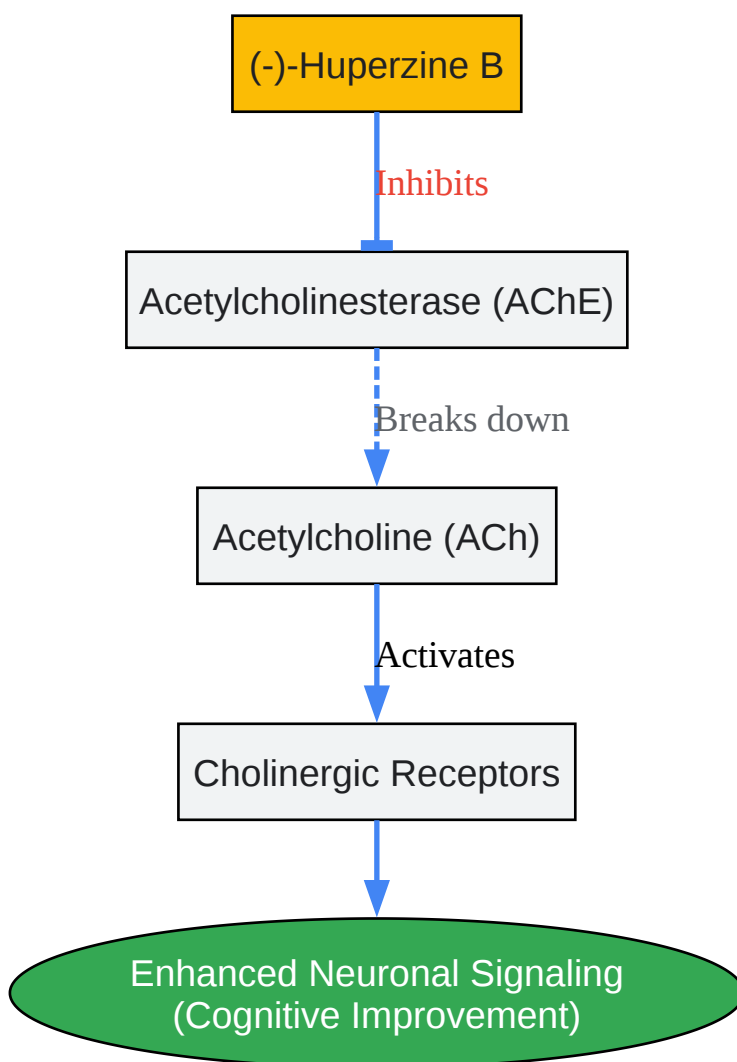 (-)-Huperzine B
Inhibits
Acetylcholinesterase (AChE)
Breaks down
Acetylcholine (ACh)
Activates
Cholinergic Receptors
Enhanced Neuronal Signaling
(Cognitive Improvement)